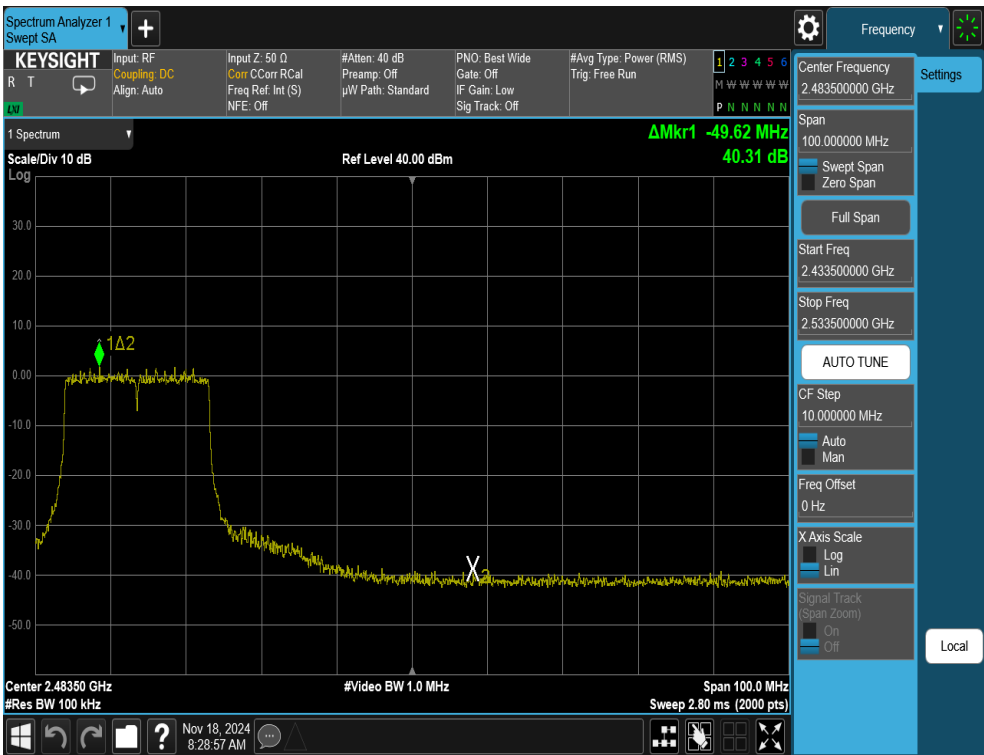 Spectrum Analyzer 1
Swept SA
Frequency
KEYSIGHT
R T
LXI
Input: RF
Coupling: DC
Align: Auto
Input Z: 50 Ω
Corr CCorr RCal
Freq Ref: Int (S)
NFE: Off
#Atten: 40 dB
Preamp: Off
µW Path: Standard
PNO: Best Wide
Gate: Off
IF Gain: Low
Sig Track: Off
#Avg Type: Power (RMS)
Trig: Free Run
1 2 3 4 5 6
M W W W W W
P N N N N N
1 Spectrum
ΔMkr1 -49.62 MHz
40.31 dB
Scale/Div 10 dB
Ref Level 40.00 dBm
Log
30.0
20.0
10.0
0.00
-10.0
-20.0
-30.0
-40.0
-50.0
1Δ2
X2
Center 2.48350 GHz
#Res BW 100 kHz
#Video BW 1.0 MHz
Span 100.0 MHz
Sweep 2.80 ms (2000 pts)
Center Frequency
2.483500000 GHz
Settings
Span
100.000000 MHz
Swept Span
Zero Span
Full Span
Start Freq
2.433500000 GHz
Stop Freq
2.533500000 GHz
AUTO TUNE
CF Step
10.000000 MHz
Auto
Man
Freq Offset
0 Hz
X Axis Scale
Log
Lin
Signal Track
(Span Zoom)
On
Off
Local
?
Nov 18, 2024
8:28:57 AM